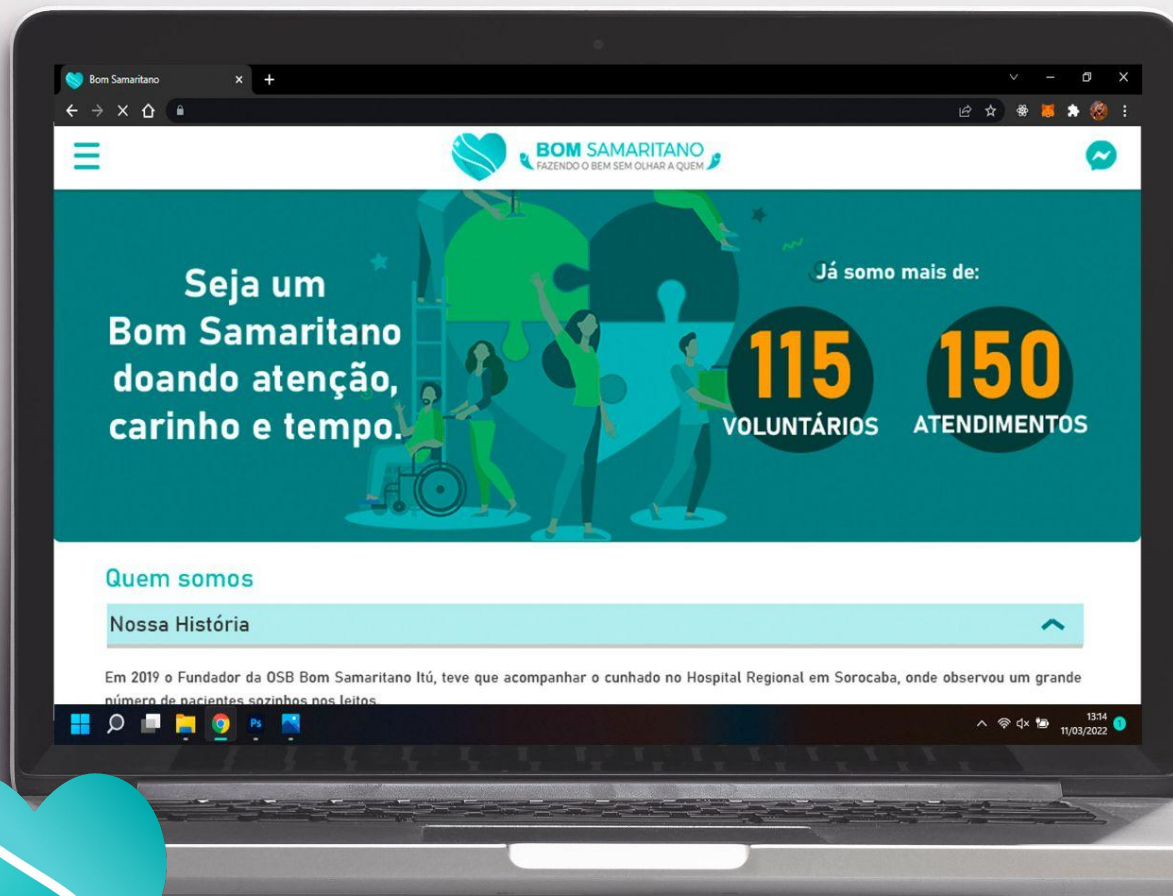 Bom Samaritano
BOM SAMARITANO
FAZENDO O BEM SEM OLHAR A QUEM
Seja um
Bom Samaritano
doando atenção,
carinho e tempo.
Já somo mais de:
115
VOLUNTÁRIOS
150
ATENDIMENTOS
Quem somos
Nossa História
Em 2019 o Fundador da OSB Bom Samaritano Itú, teve que acompanhar o cunhado no Hospital Regional em Sorocaba, onde observou um grande
número de pacientes sozinhos nos leitos.
Ps
13:14
11/03/2022
1